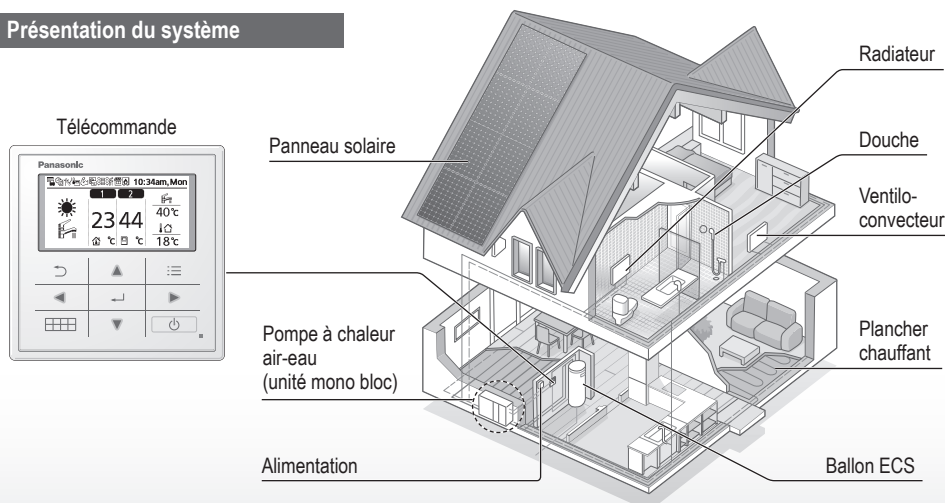 Présentation du système
Télécommande
Panasonic
10:34am,Mon
1 2
40°c
23 44
°c °c
18°c
Panneau solaire
Pompe à chaleur
air-eau
(unité mono bloc)
Alimentation
Radiateur
Douche
Ventilo-
convecteur
Plancher
chauffant
Ballon ECS